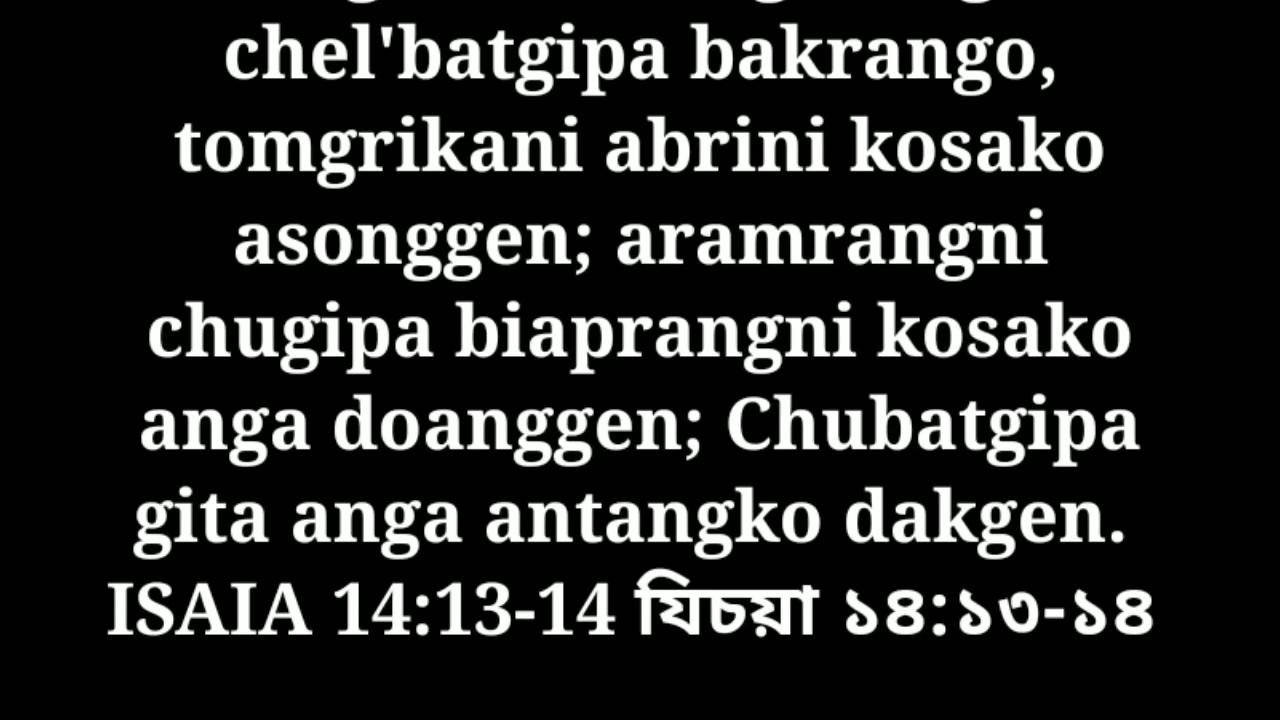 chel'batgipa bakrango,
tomgrikani abrini kosako
asonggen; aramrangni
chugipa biaprangni kosako
anga doanggen; Chubatgipa
gita anga antangko dakgen.
ISAIA 14:13-14 যিচয়া ১৪:১৩-১৪